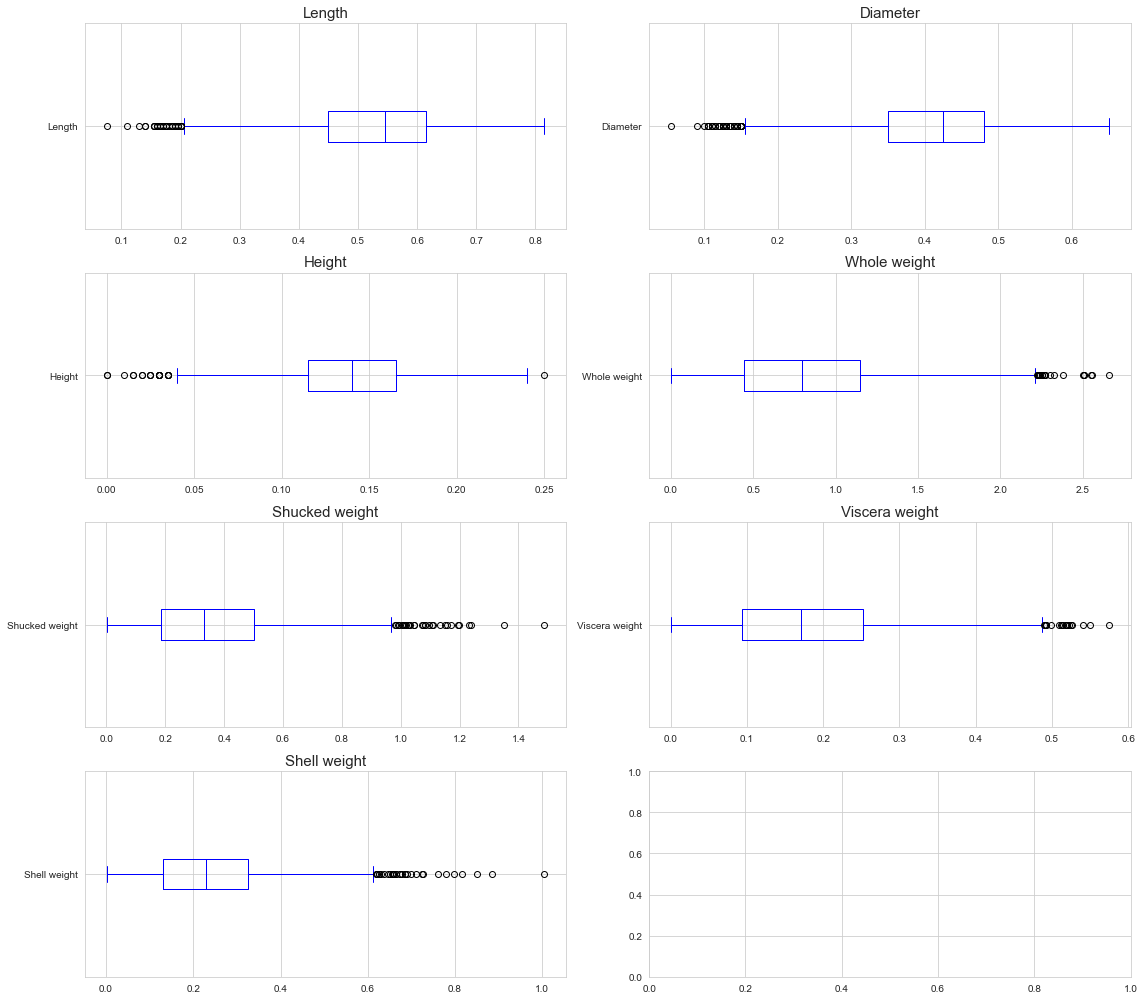 Length
Length
0.1 0.2 0.3 0.4 0.5 0.6 0.7 0.8
Diameter
Diameter
0.1 0.2 0.3 0.4 0.5 0.6
Height
Height
0.00 0.05 0.10 0.15 0.20 0.25
Whole weight
Whole weight
0.0 0.5 1.0 1.5 2.0 2.5
Shucked weight
Shucked weight
0.0 0.2 0.4 0.6 0.8 1.0 1.2 1.4
Viscera weight
Viscera weight
0.0 0.1 0.2 0.3 0.4 0.5 0.6
Shell weight
Shell weight
0.0 0.2 0.4 0.6 0.8 1.0
1.0
0.8
0.6
0.4
0.2
0.0
0.0 0.2 0.4 0.6 0.8 1.0